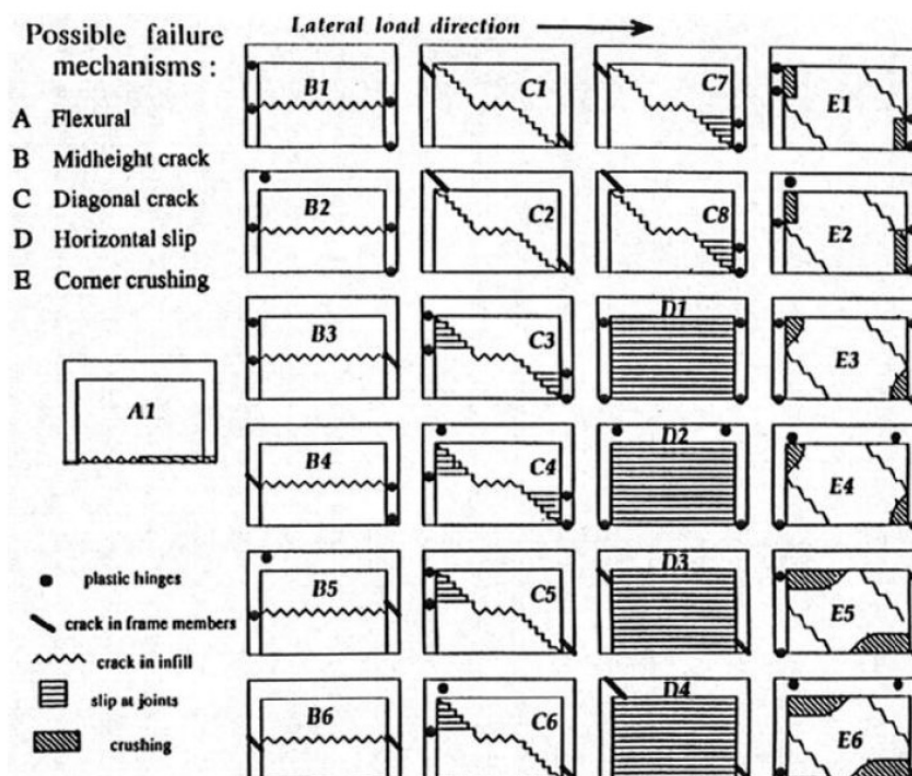 Possible failure
mechanisms :
A Flexural
B Midheight crack
C Diagonal crack
D Horizontal slip
E Corner crushing
A1
plastic hinges
crack in frame members
crack in infill
slip at joints
crushing
Lateral load direction
B1
C1
C7
E1
B2
C2
C8
E2
B3
C3
D1
E3
B4
C4
D2
E4
B5
C5
D3
E5
B6
C6
D4
E6